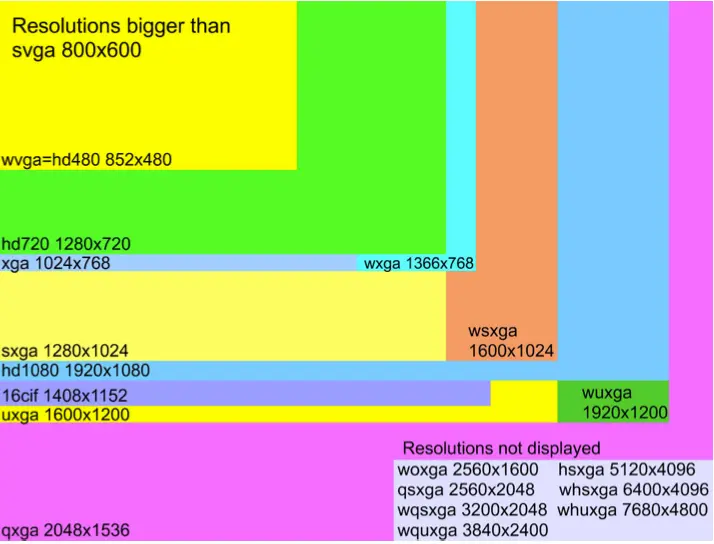 Resolutions bigger than
svga 800x600
wvga=hd480 852x480
hd720 1280x720
xga 1024x768
wxga 1366x768
wsxga
1600x1024
sxga 1280x1024
hd1080 1920x1080
16cif 1408x1152
wuxga
1920x1200
uxga 1600x1200
Resolutions not displayed
woxga 2560x1600 hsxga 5120x4096
qsxga 2560x2048 whsxga 6400x4096
wqsxga 3200x2048 whuxga 7680x4800
wquxga 3840x2400
qxga 2048x1536